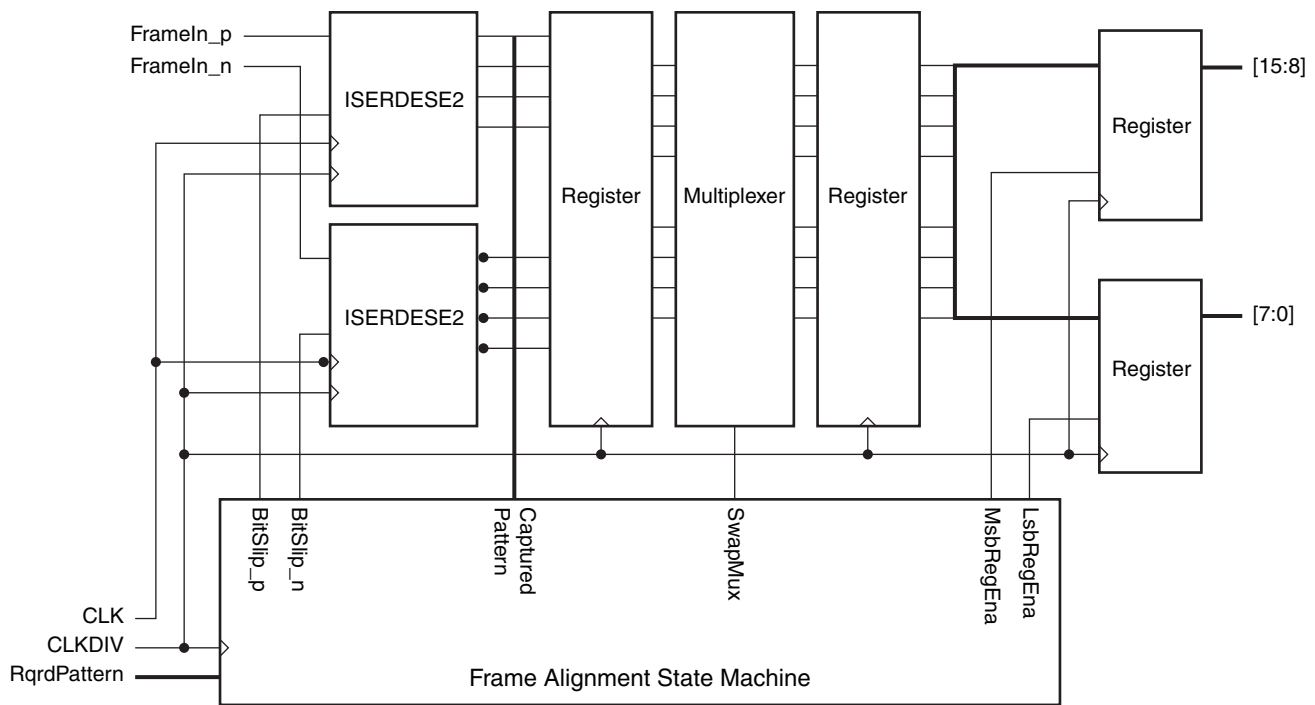 FrameIn_p
FrameIn_n
ISERDESE2
ISERDESE2
Register
Multiplexer
Register
Register
[15:8]
Register
[7:0]
BitSlip_p
BitSlip_n
Captured
Pattern
SwapMux
MsbRegEna
LsbRegEna
CLK
CLKDIV
RqrdPattern
Frame Alignment State Machine